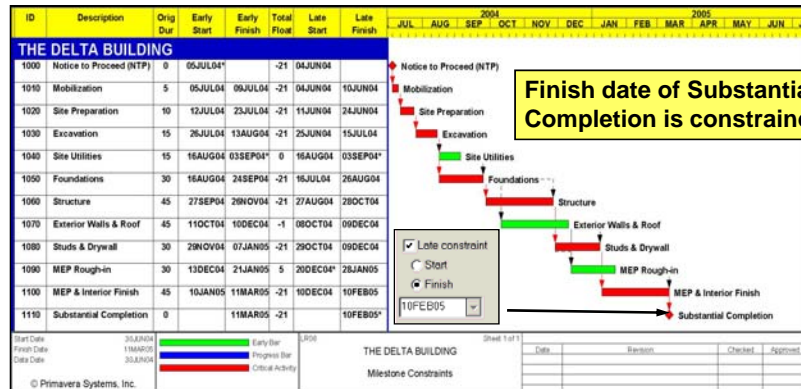 ID Description Orig Dur Early Start Early Finish Total Float Late Start Late Finish
2004 2005
JUL AUG SEP OCT NOV DEC JAN FEB MAR APR MAY JUN
THE DELTA BUILDING
1000 Notice to Proceed (NTP) 0 05JUL04* -21 04JUN04 Notice to Proceed (NTP)
1010 Mobilization 5 05JUL04 09JUL04 -21 04JUN04 10JUN04 Mobilization
1020 Site Preparation 10 12JUL04 23JUL04 -21 11JUN04 24JUN04 Site Preparation
Finish date of Substantia
Completion is constraine
1030 Excavation 15 26JUL04 13AUG04 -21 25JUN04 15JUL04 Excavation
1040 Site Utilities 15 16AUG04 03SEP04* 0 16AUG04 03SEP04* Site Utilities
1050 Foundations 30 16AUG04 24SEP04 -21 16JUL04 26AUG04 Foundations
1060 Structure 45 27SEP04 26NOV04 -21 27AUG04 28OCT04 Structure
1070 Exterior Walls & Roof 45 11OCT04 10DEC04 -1 08OCT04 09DEC04 Exterior Walls & Roof
1080 Studs & Drywall 30 29NOV04 07JAN05 -21 29OCT04 09DEC04 Studs & Drywall
1090 MEP Rough-in 30 13DEC04 21JAN05 5 20DEC04* 28JAN05 MEP Rough-in
1100 MEP & Interior Finish 45 10JAN05 11MAR05 -21 10DEC04 10FEB05 MEP & Interior Finish
1110 Substantial Completion 0 11MAR05 -21 10FEB05* Substantial Completion
Late constraint
Start
Finish
10FEB05
Start Date 30JUN04
Finish Date 11MAR05
Data Date 30JUN04
© Primavera Systems, Inc.
Early Bar
Progress Bar
Critical Activity
LR06
Sheet 1 of 1
THE DELTA BUILDING
Milestone Constraints
Date Revision Checked Approved